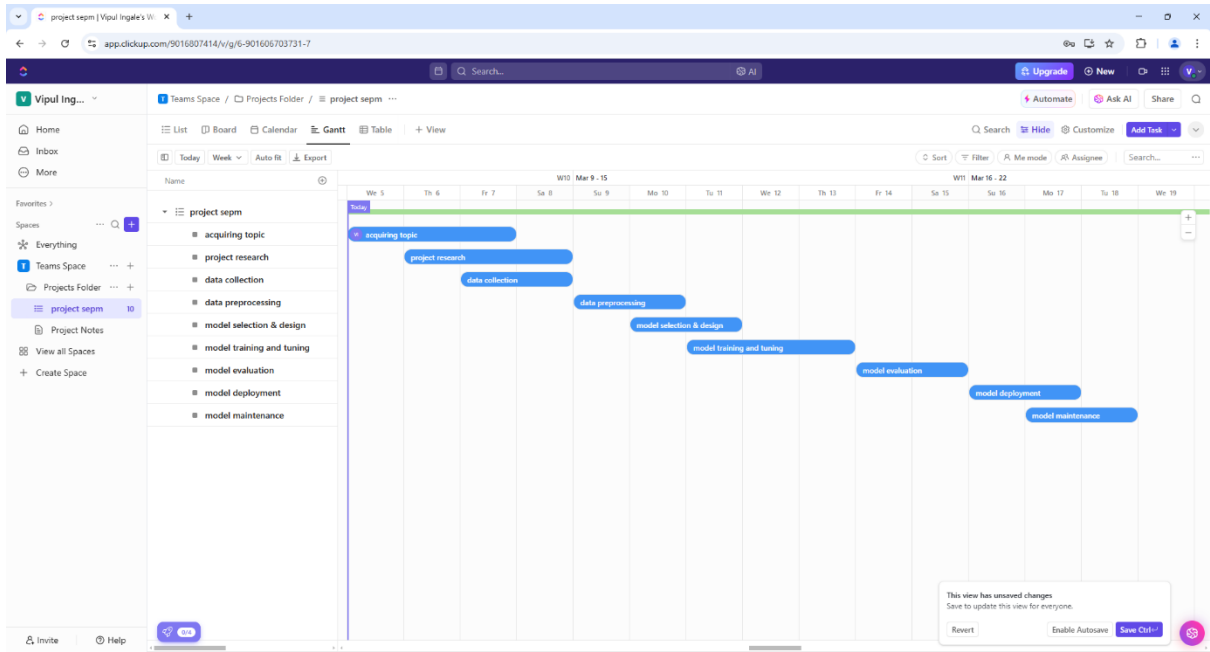 project sepm | Vipul Ingale's W
app.clickup.com/9016807414/v/g/6-901606703731-7
Search...
AI
Upgrade
New
V
V Vipul Ing...
T Teams Space / Projects Folder / project sepm ...
Automate
Ask AI
Share
Home
Inbox
More
Favorites >
Spaces
Everything
T Teams Space
Projects Folder
project sepm 10
Project Notes
View all Spaces
+ Create Space
Invite
Help
List
Board
Calendar
Gantt
Table
+ View
Search
Hide
Customize
Add Task
Today
Week
Auto fit
Export
Sort
Filter
Me mode
Assignee
Search...
Name
W10 Mar 9 - 15
W11 Mar 16 - 22
We 5 Th 6 Fr 7 Sa 8 Su 9 Mo 10 Tu 11 We 12 Th 13 Fr 14 Sa 15 Su 16 Mo 17 Tu 18 We 19
Today
project sepm
acquiring topic
project research
data collection
data preprocessing
model selection & design
model training and tuning
model evaluation
model deployment
model maintenance
acquiring topic
project research
data collection
data preprocessing
model selection & design
model training and tuning
model evaluation
model deployment
model maintenance
0/4
This view has unsaved changes
Save to update this view for everyone.
Revert
Enable Autosave
Save Ctrl↵